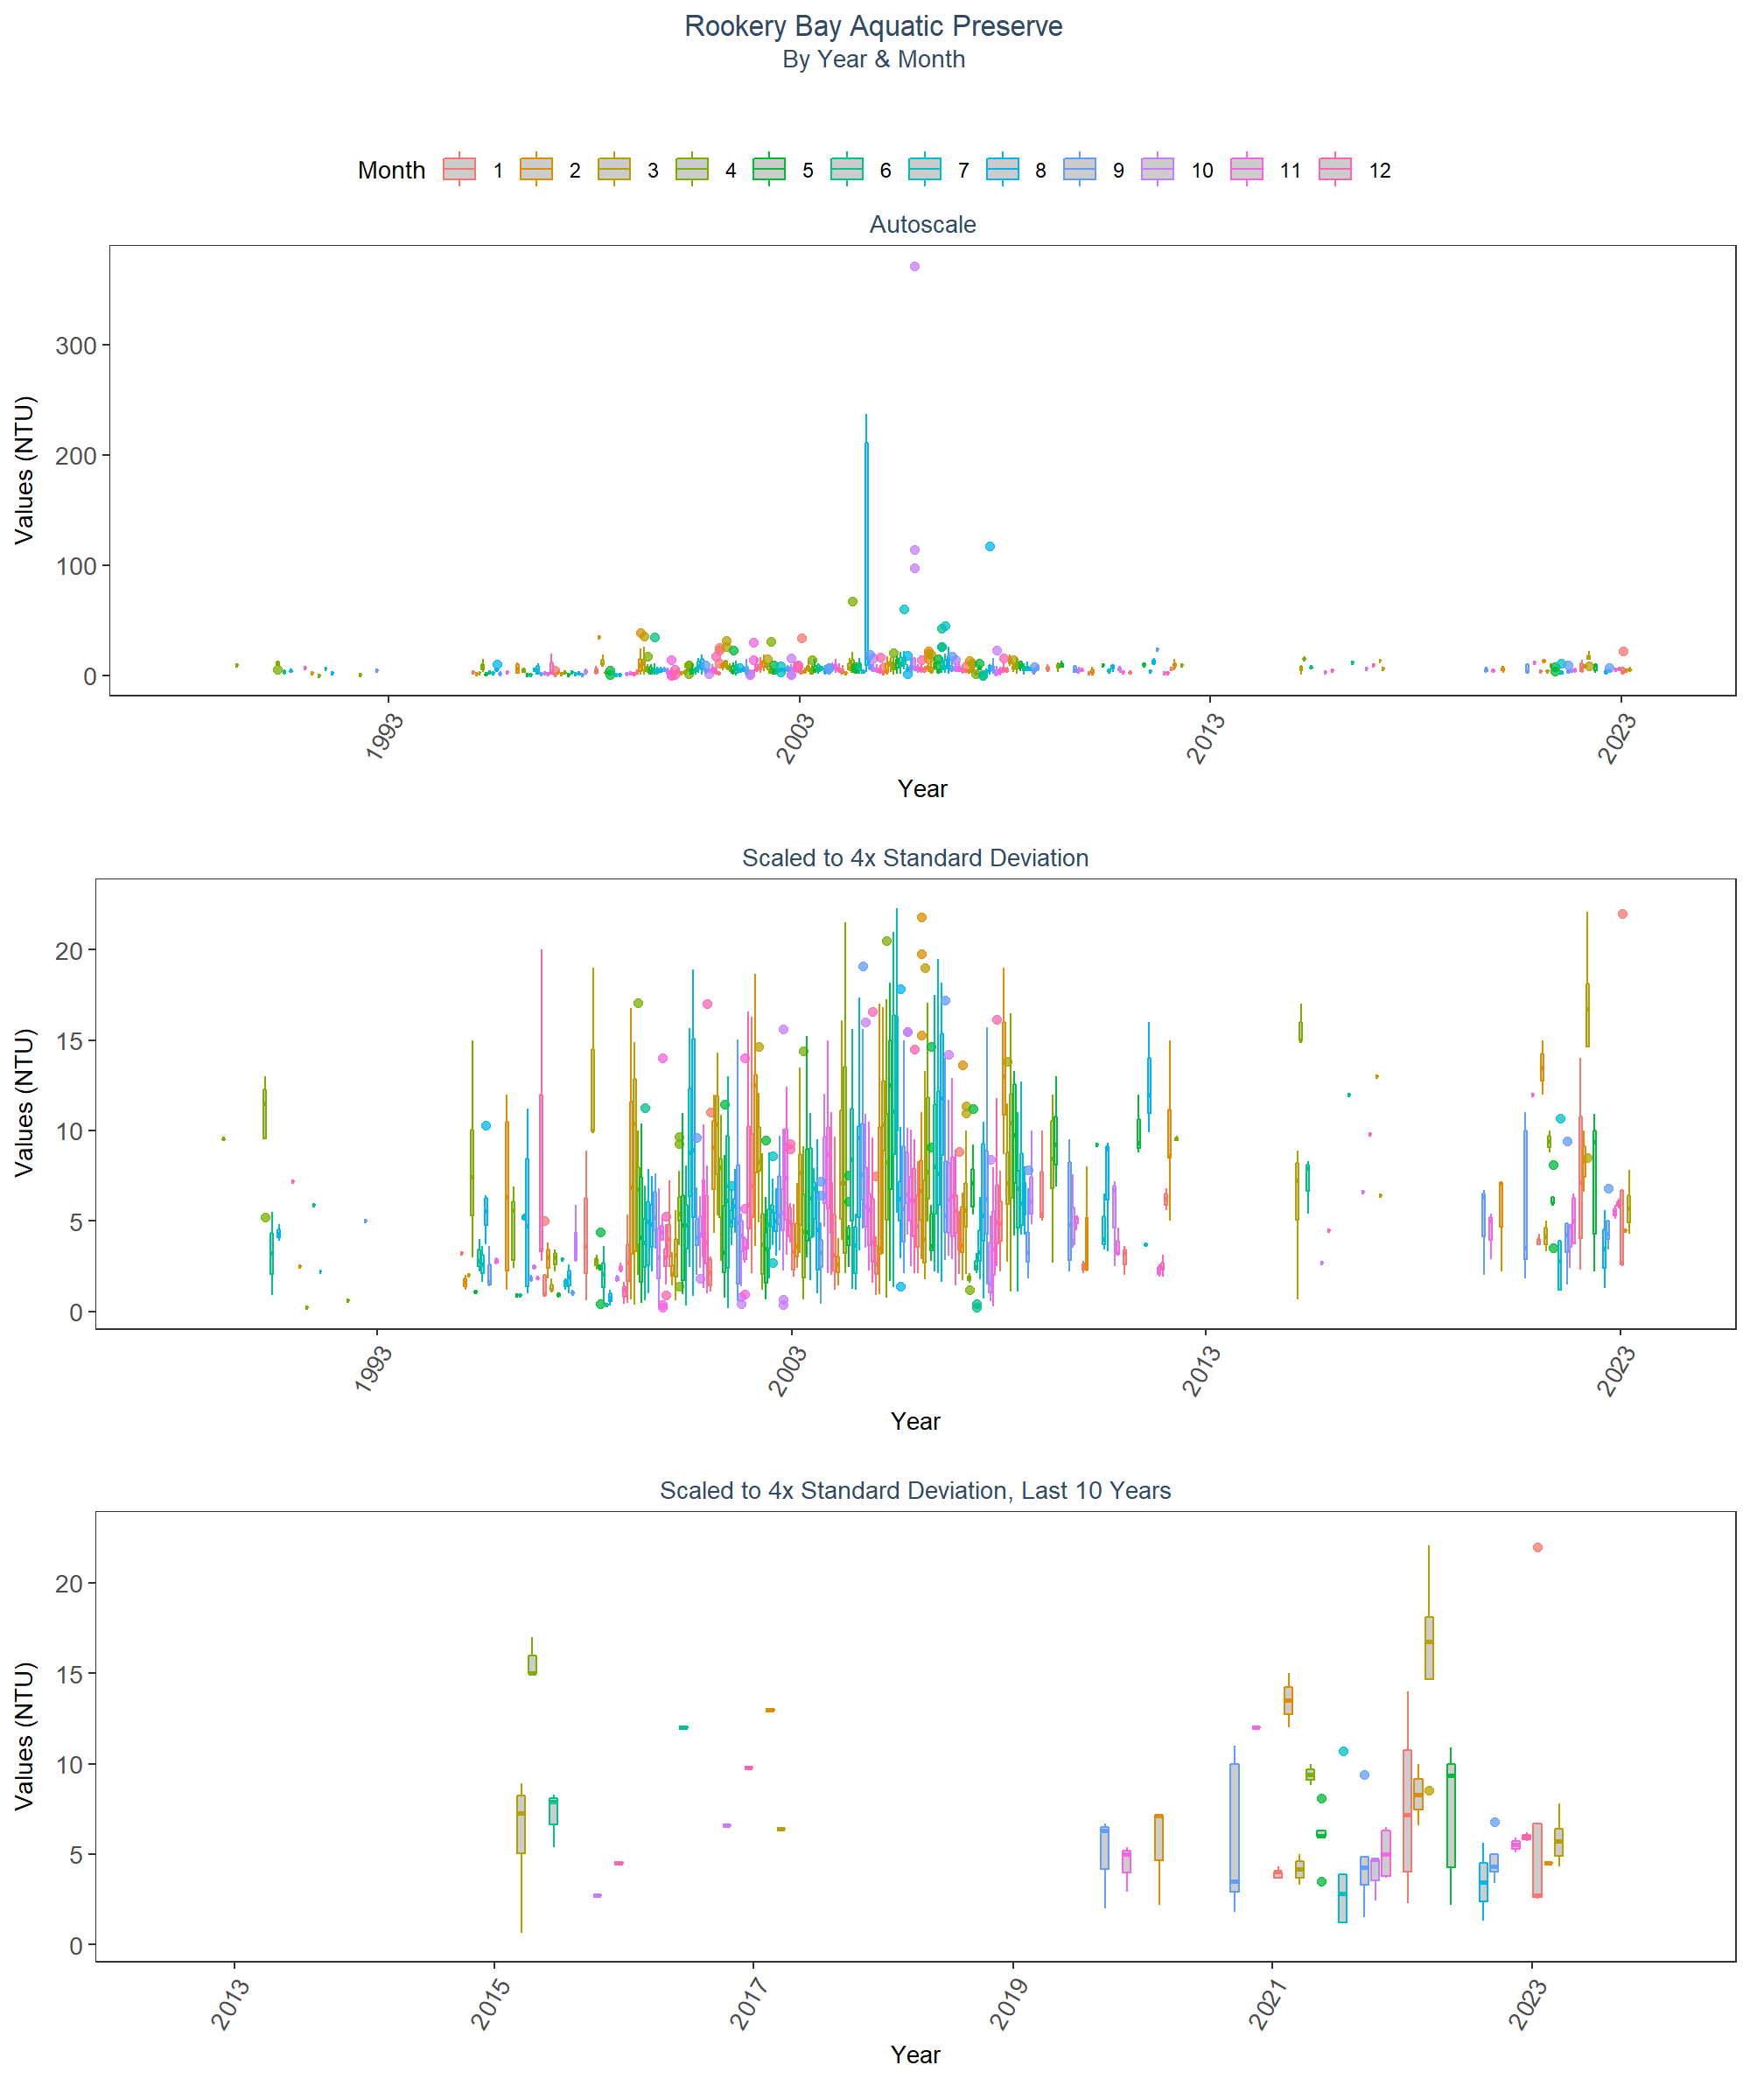 Rookery Bay Aquatic Preserve
By Year & Month
Month 1 2 3 4 5 6 7 8 9 10 11 12
Autoscale
Values (NTU)
300
200
100
0
1993 2003 2013 2023
Year
Scaled to 4x Standard Deviation
Values (NTU)
20
15
10
5
0
1993 2003 2013 2023
Year
Scaled to 4x Standard Deviation, Last 10 Years
Values (NTU)
20
15
10
5
0
2013 2015 2017 2019 2021 2023
Year